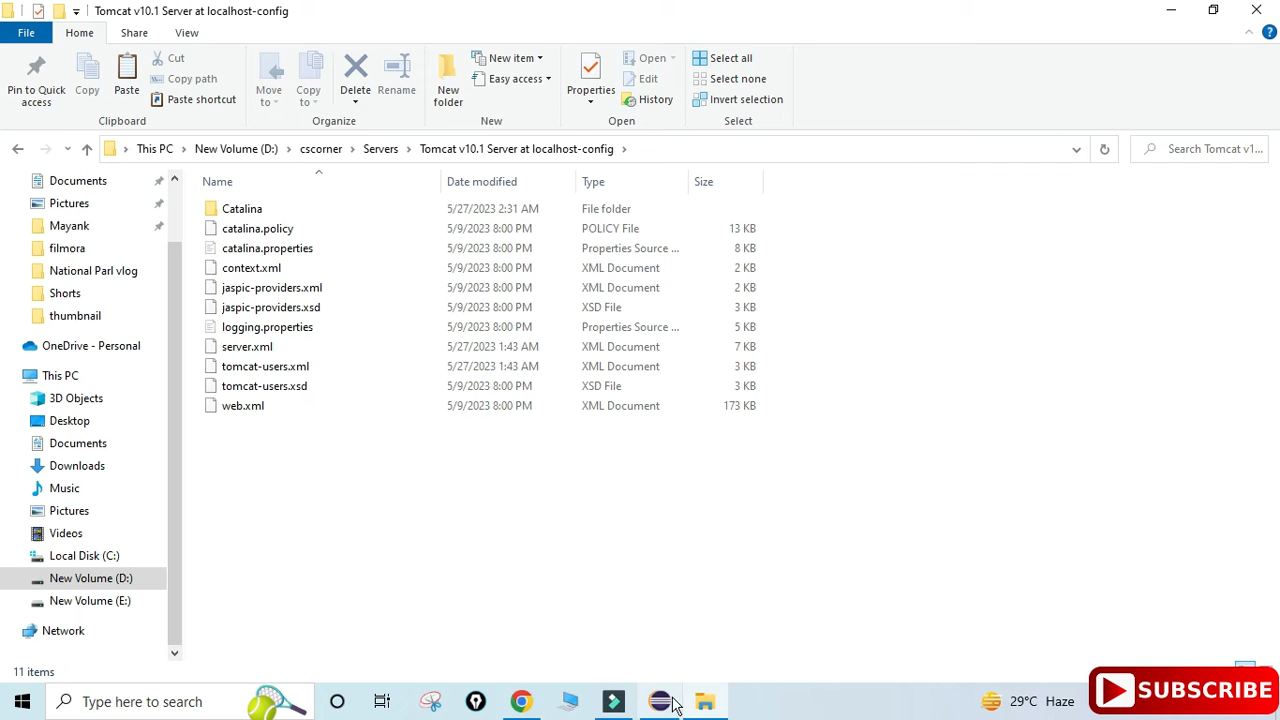 Tomcat v10.1 Server at localhost-config
File
Home
Share
View
Pin to Quick access
Copy
Paste
Cut
Copy path
Paste shortcut
Clipboard
Move to
Copy to
Delete
Rename
Organize
New folder
New item
Easy access
New
Properties
Open
Edit
History
Open
Select all
Select none
Invert selection
Select
This PC
New Volume (D:)
cscorner
Servers
Tomcat v10.1 Server at localhost-config
Search Tomcat v1...
Documents
Pictures
Mayank
filmora
National Parl vlog
Shorts
thumbnail
OneDrive - Personal
This PC
3D Objects
Desktop
Documents
Downloads
Music
Pictures
Videos
Local Disk (C:)
New Volume (D:)
New Volume (E:)
Network
Name Date modified Type Size
Catalina 5/27/2023 2:31 AM File folder
catalina.policy 5/9/2023 8:00 PM POLICY File 13 KB
catalina.properties 5/9/2023 8:00 PM Properties Source ... 8 KB
context.xml 5/9/2023 8:00 PM XML Document 2 KB
jaspic-providers.xml 5/9/2023 8:00 PM XML Document 2 KB
jaspic-providers.xsd 5/9/2023 8:00 PM XSD File 3 KB
logging.properties 5/9/2023 8:00 PM Properties Source ... 5 KB
server.xml 5/27/2023 1:43 AM XML Document 7 KB
tomcat-users.xml 5/27/2023 1:43 AM XML Document 3 KB
tomcat-users.xsd 5/9/2023 8:00 PM XSD File 3 KB
web.xml 5/9/2023 8:00 PM XML Document 173 KB
11 items
Type here to search
29°C Haze
SUBSCRIBE